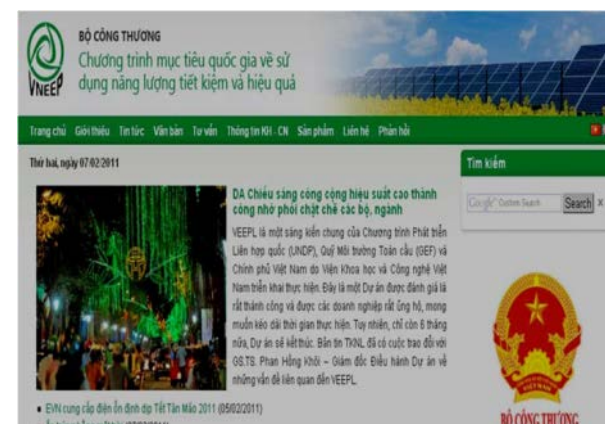 BỘ CÔNG THƯƠNG
Chương trình mục tiêu quốc gia về sử
dụng năng lượng tiết kiệm và hiệu quả
VNEEP
Trang chủ Giới thiệu Tin tức Văn bản Tư vấn Thông tin KH - CN Sản phẩm Liên hệ Phản hồi
Thứ hai, ngày 07-02-2011
DA Chiếu sáng công cộng hiệu suất cao thành
công nhờ phối chặt chẽ các bộ, ngành
VEEPL là một sáng kiến chung của Chương trình Phát triển
Liên hợp quốc (UNDP), Quỹ Môi trường Toàn cầu (GEF) và
Chính phủ Việt Nam do Viện Khoa học và Công nghệ Việt
Nam triển khai thực hiện. Đây là một Dự án được đánh giá là
rất thành công và được các doanh nghiệp rất ủng hộ, mong
muốn kéo dài thời gian thực hiện. Tuy nhiên, chỉ còn 6 tháng
nữa, Dự án sẽ kết thúc. Bản tin TKNL đã có cuộc trao đổi với
GS.TS. Phan Hồng Khôi – Giám đốc Điều hành Dự án về
những vấn đề liên quan đến VEEPL.
EVN cung cấp điện ổn định dịp Tết Tân Mão 2011 (05/02/2011)
Tìm kiếm
Google Custom Search Search ×
VIỆT NAM
BỘ CÔNG THƯƠNG